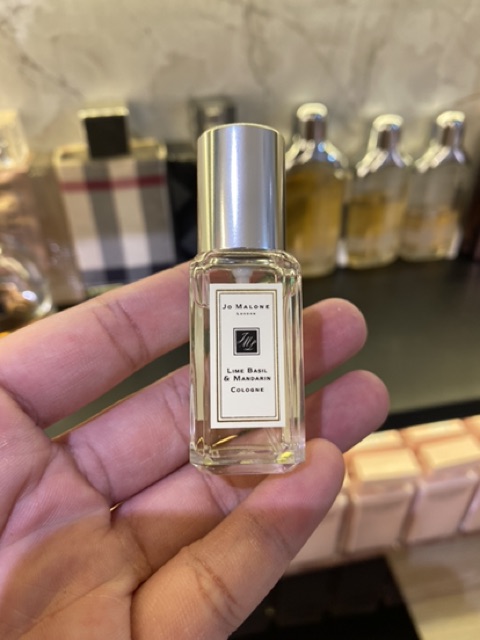 Jo Malone
London
Lime Basil
& Mandarin
Cologne